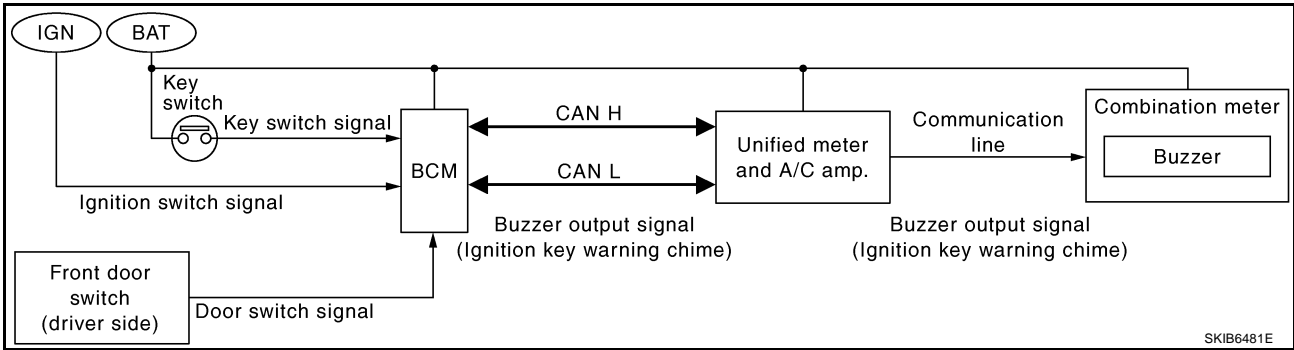 IGN
BAT
Key
switch
Key switch signal
Ignition switch signal
BCM
CAN H
CAN L
Buzzer output signal
(Ignition key warning chime)
Unified meter
and A/C amp.
Communication
line
Buzzer output signal
(Ignition key warning chime)
Combination meter
Buzzer
Front door
switch
(driver side)
Door switch signal
SKIB6481E